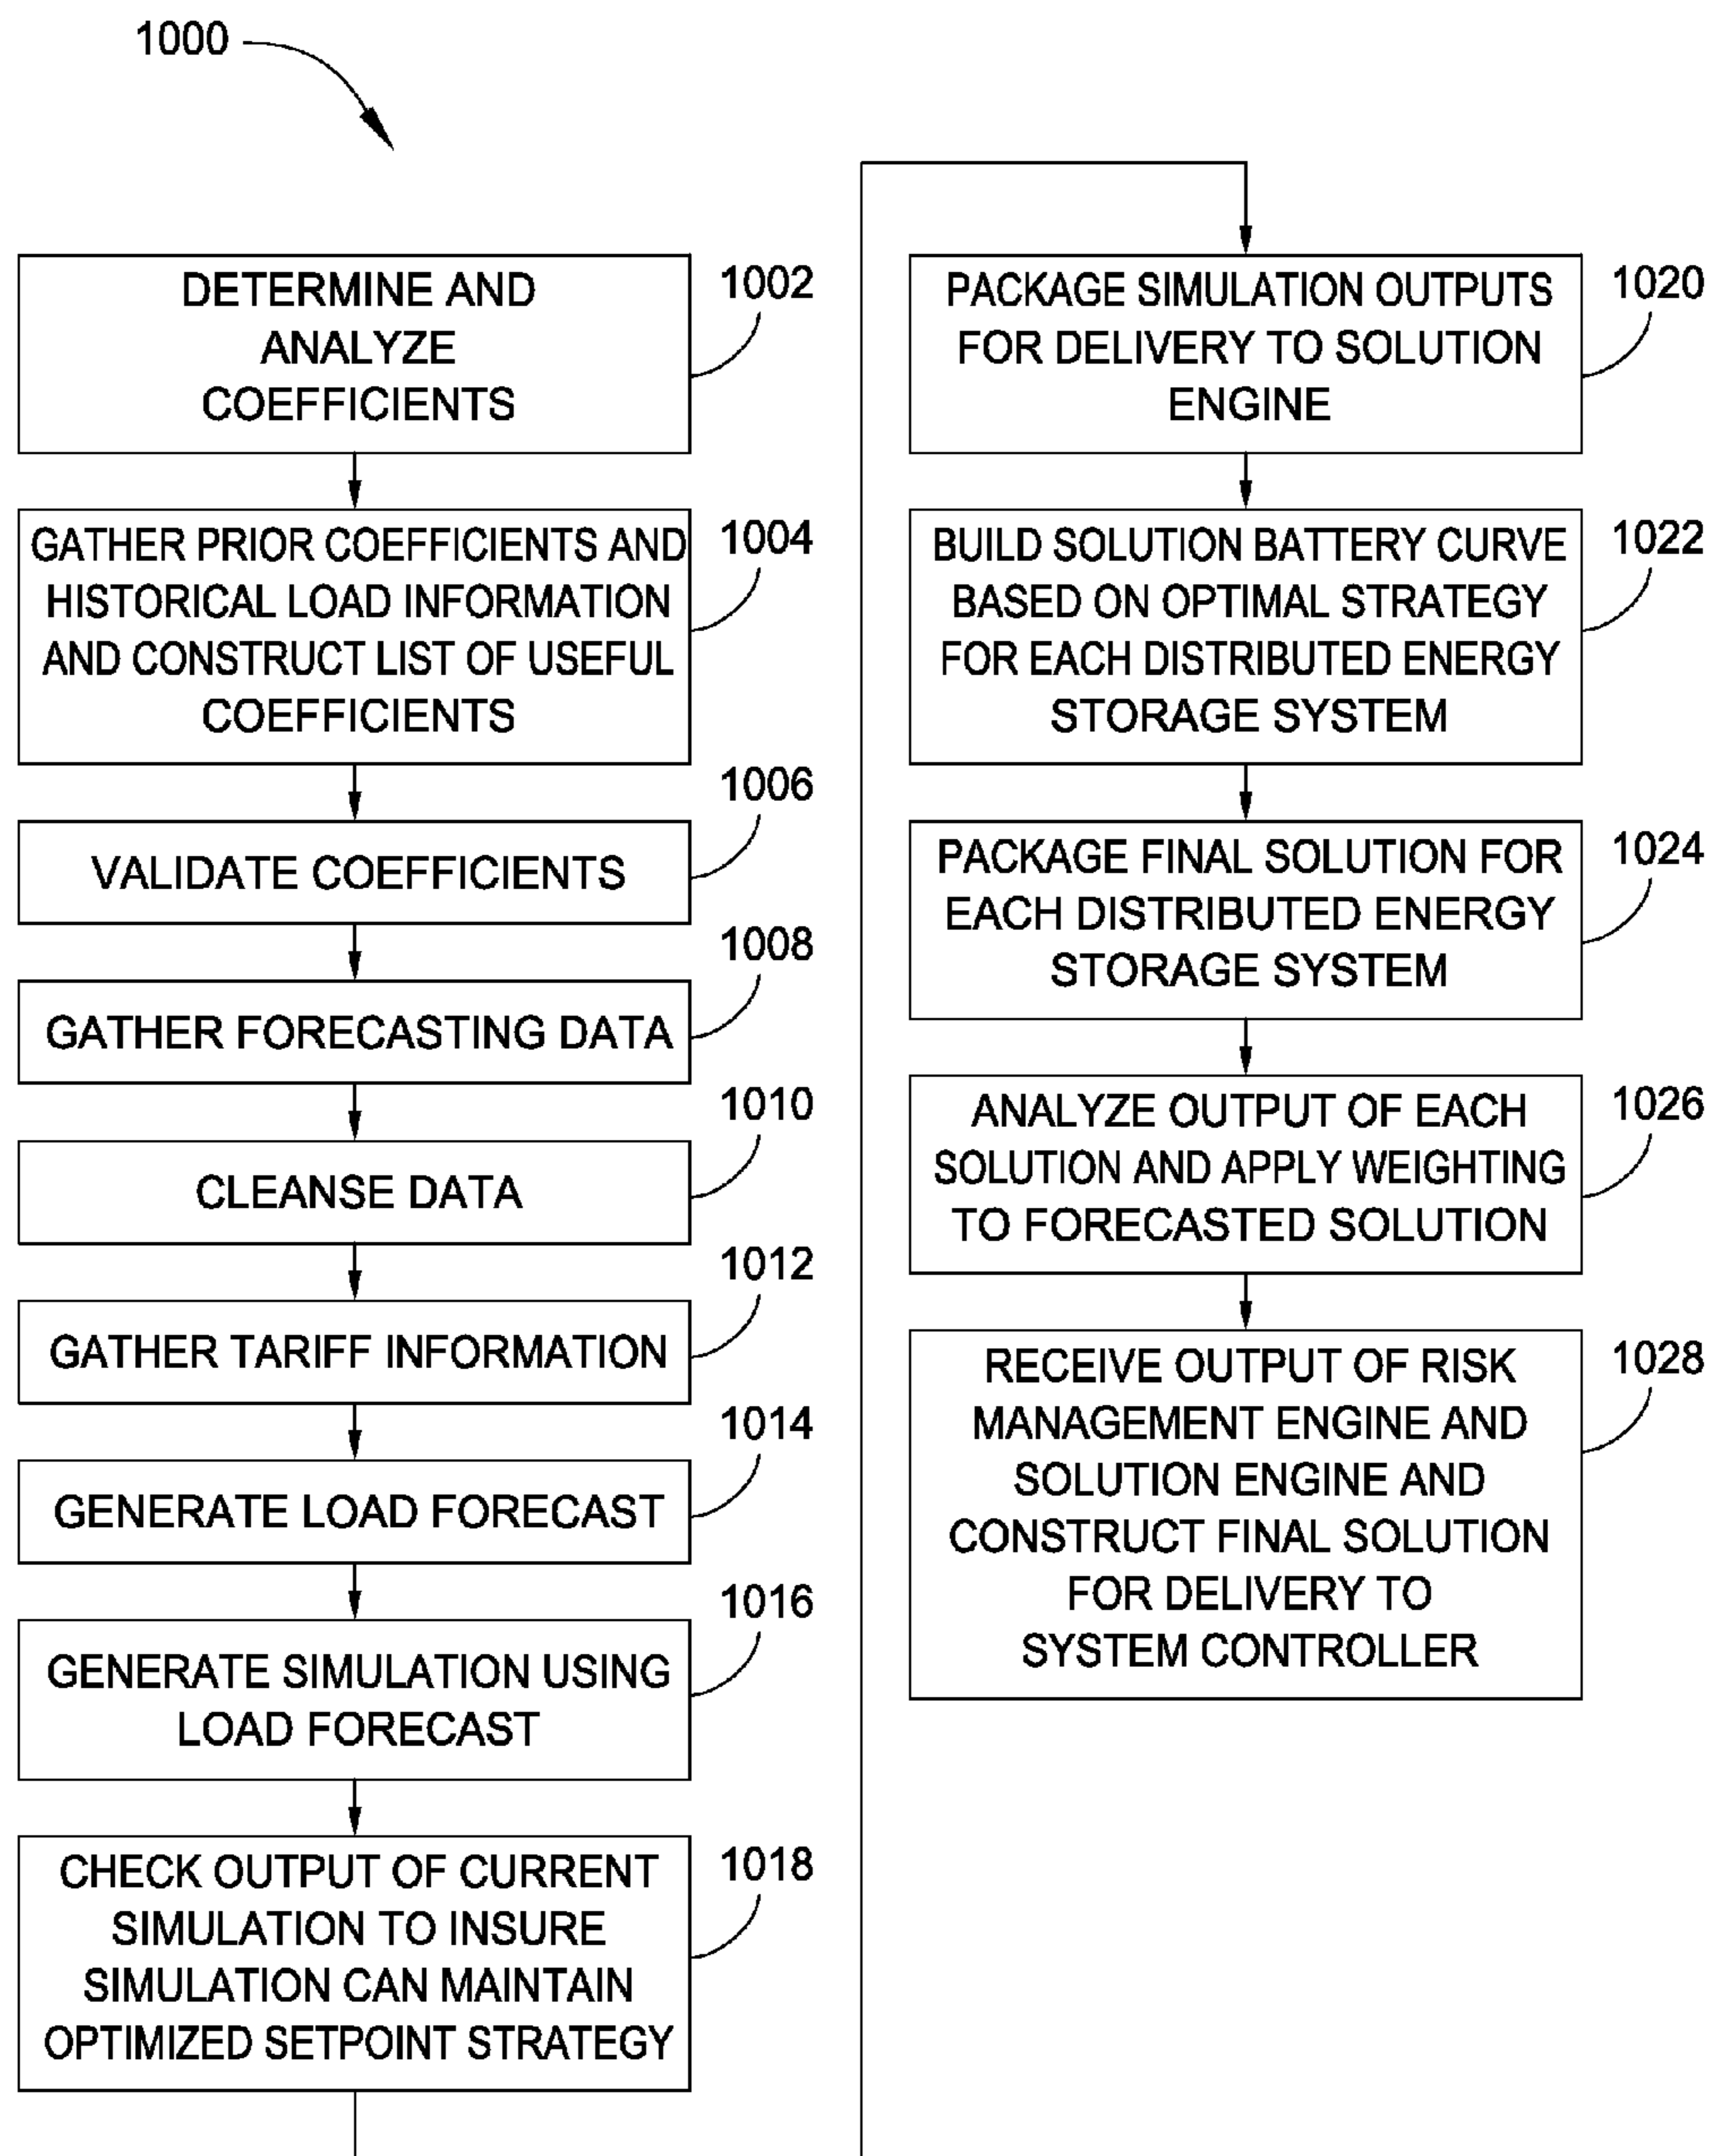 1000
DETERMINE AND
ANALYZE
COEFFICIENTS
1002
GATHER PRIOR COEFFICIENTS AND
HISTORICAL LOAD INFORMATION
AND CONSTRUCT LIST OF USEFUL
COEFFICIENTS
1004
VALIDATE COEFFICIENTS
1006
GATHER FORECASTING DATA
1008
CLEANSE DATA
1010
GATHER TARIFF INFORMATION
1012
GENERATE LOAD FORECAST
1014
GENERATE SIMULATION USING
LOAD FORECAST
1016
CHECK OUTPUT OF CURRENT
SIMULATION TO INSURE
SIMULATION CAN MAINTAIN
OPTIMIZED SETPOINT STRATEGY
1018
PACKAGE SIMULATION OUTPUTS
FOR DELIVERY TO SOLUTION
ENGINE
1020
BUILD SOLUTION BATTERY CURVE
BASED ON OPTIMAL STRATEGY
FOR EACH DISTRIBUTED ENERGY
STORAGE SYSTEM
1022
PACKAGE FINAL SOLUTION FOR
EACH DISTRIBUTED ENERGY
STORAGE SYSTEM
1024
ANALYZE OUTPUT OF EACH
SOLUTION AND APPLY WEIGHTING
TO FORECASTED SOLUTION
1026
RECEIVE OUTPUT OF RISK
MANAGEMENT ENGINE AND
SOLUTION ENGINE AND
CONSTRUCT FINAL SOLUTION
FOR DELIVERY TO
SYSTEM CONTROLLER
1028